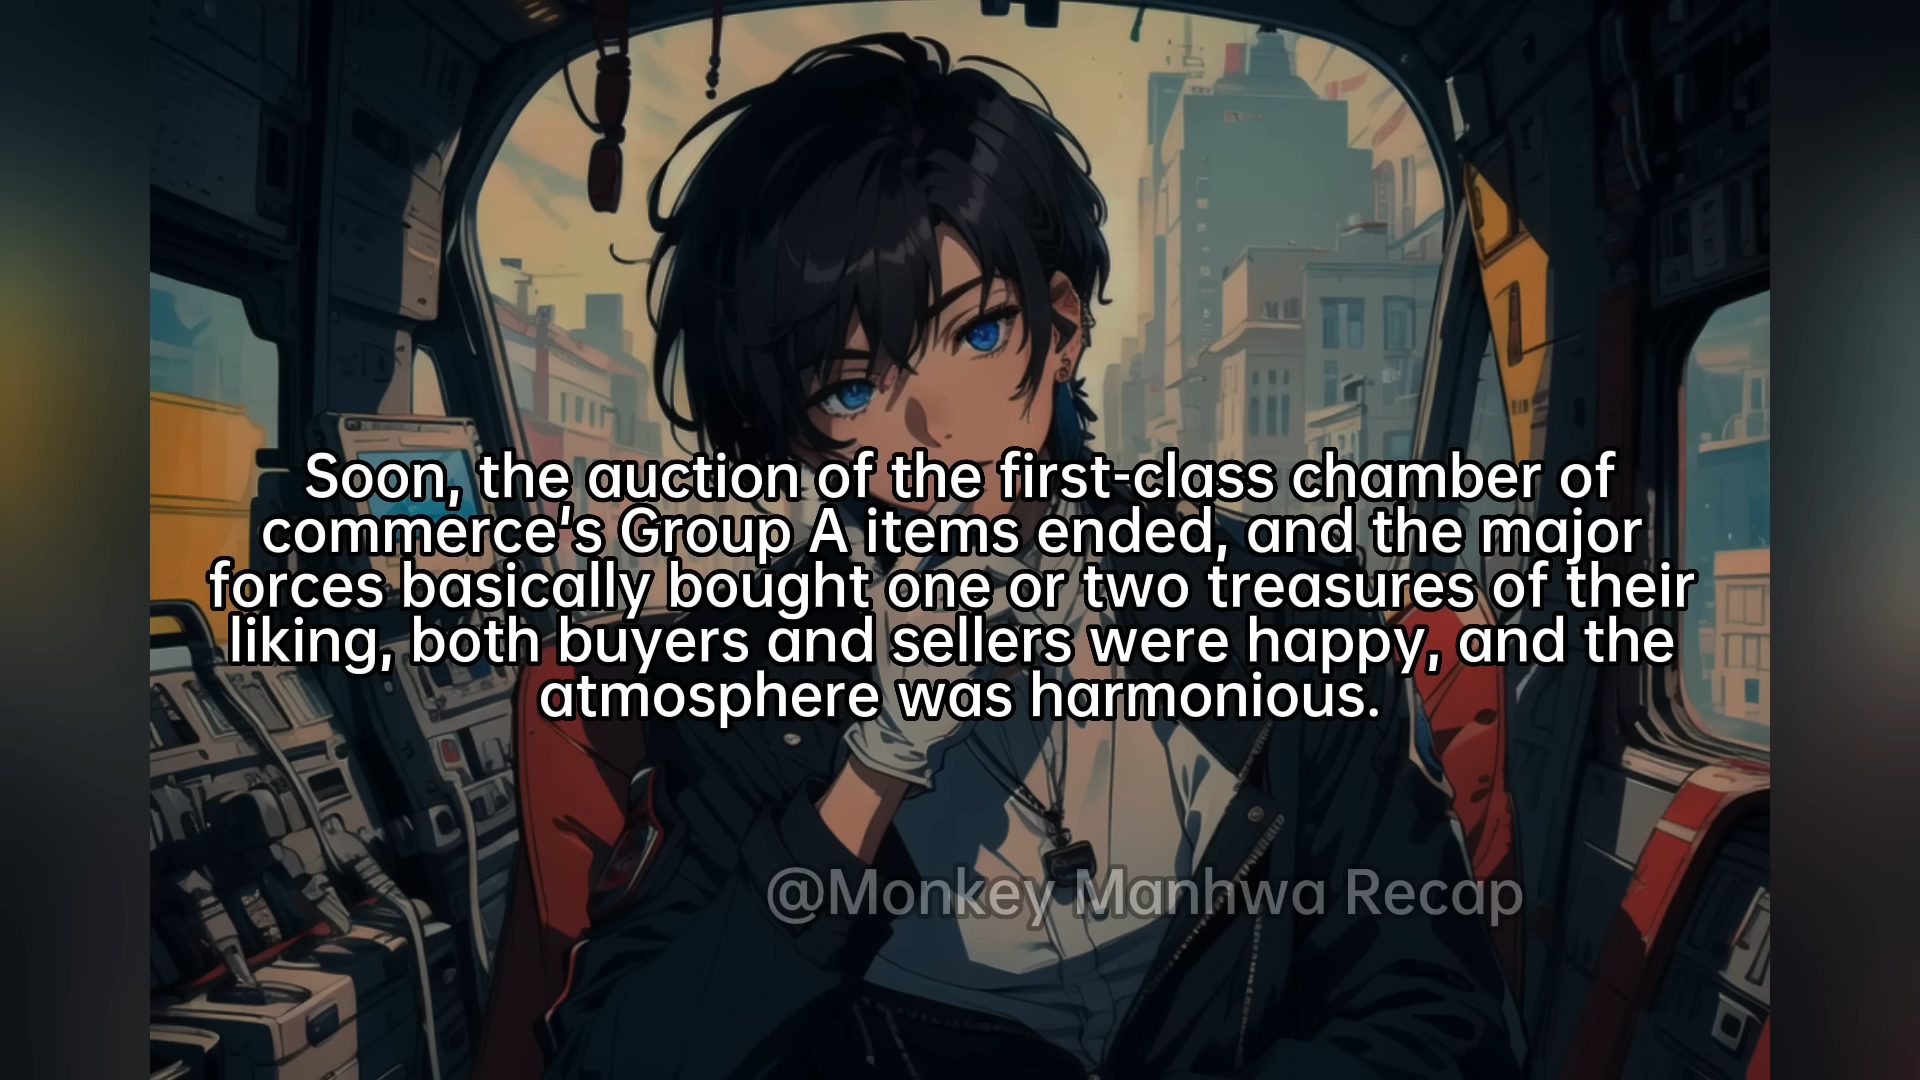 Soon, the auction of the first-class chamber of
commerce's Group A items ended, and the major
forces basically bought one or two treasures of their
liking, both buyers and sellers were happy, and the
atmosphere was harmonious.
@Monkey Manhwa Recap